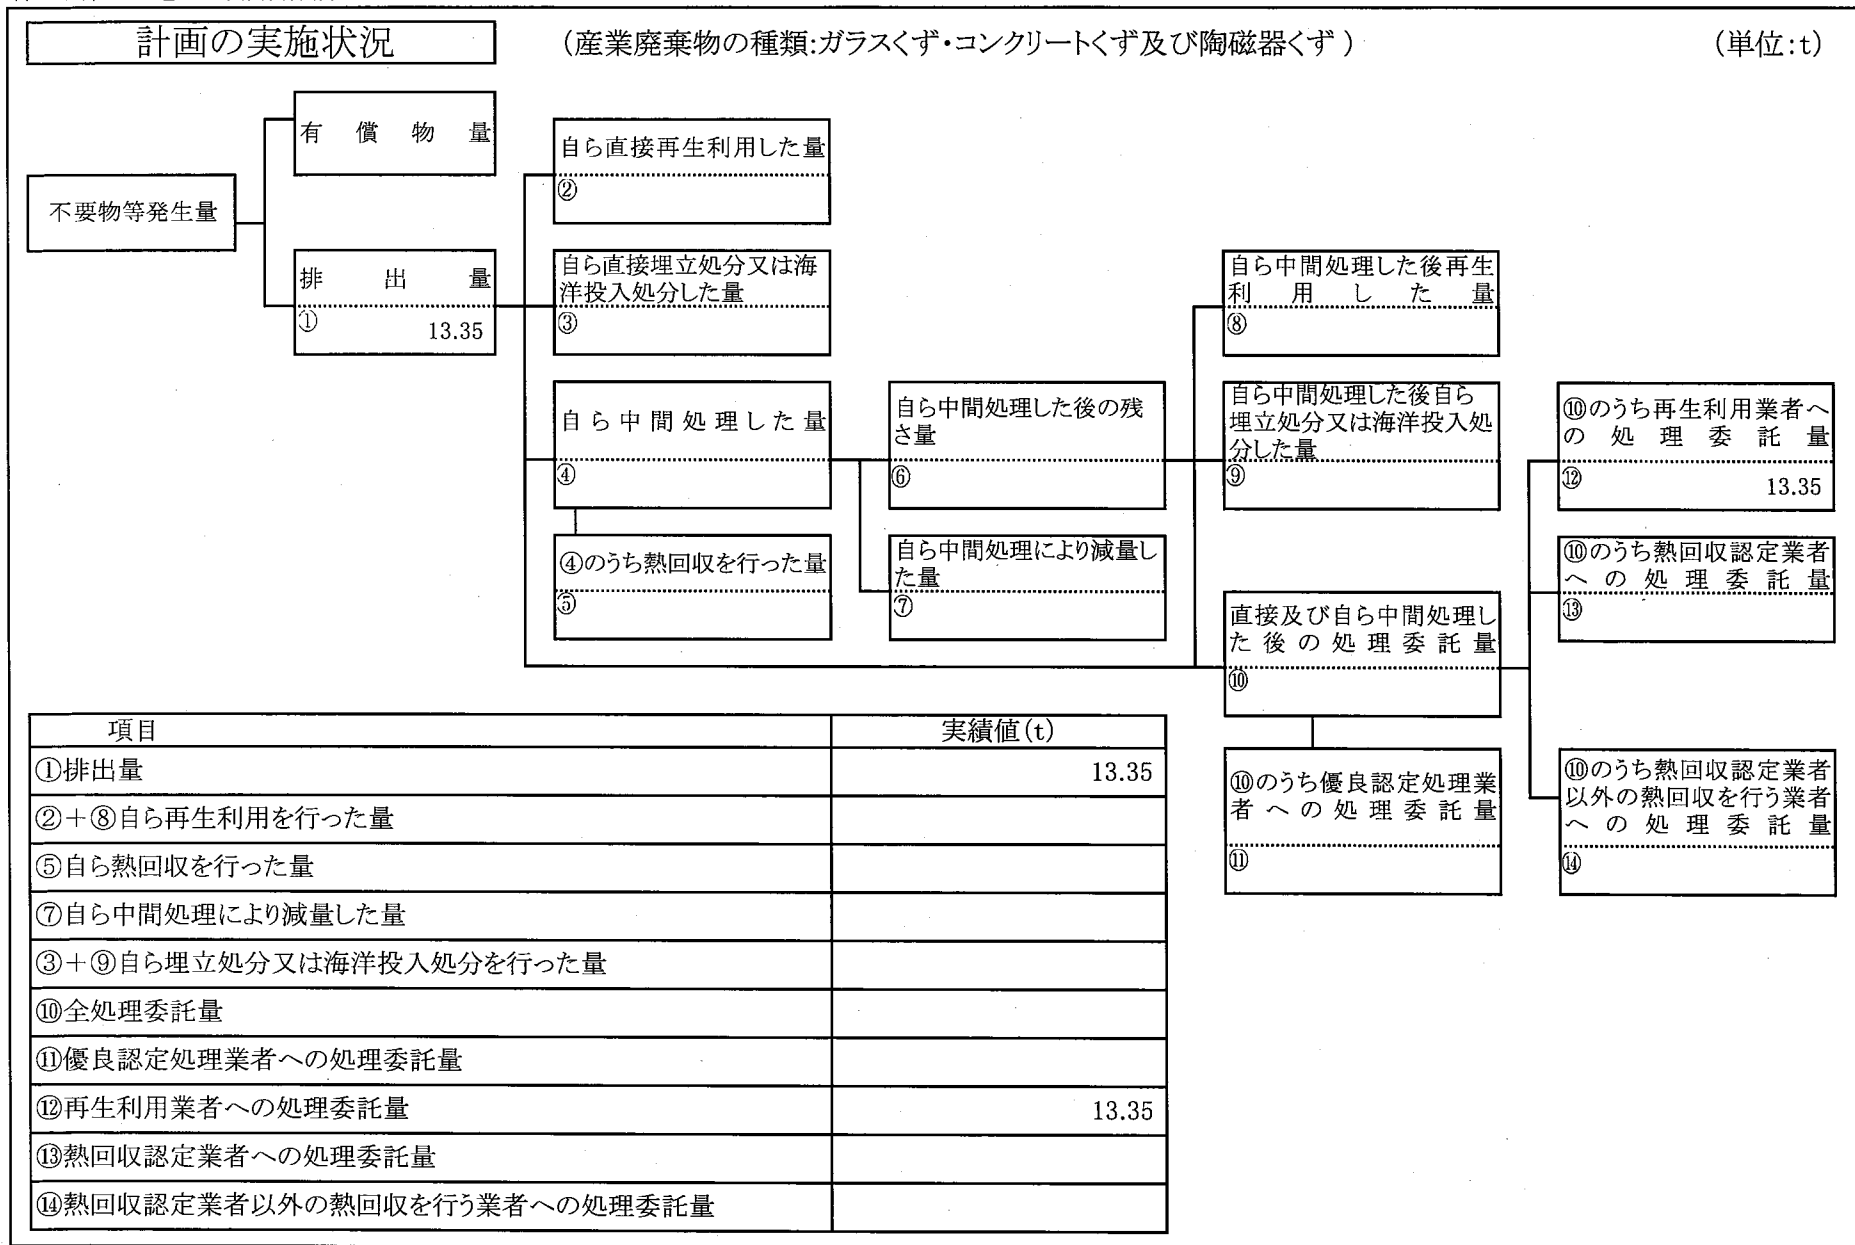 計画の実施状況
(産業廃棄物の種類:ガラスくず・コンクリートくず及び陶磁器くず)
(単位:t)
有償物量
不要物等発生量
排出量
①
13.35
自ら直接再生利用した量
②
自ら直接埋立処分又は海
洋投入処分した量
③
自ら中間処理した量
④
④のうち熱回収を行った量
⑤
自ら中間処理した後の残
さ量
⑥
自ら中間処理により減量し
た量
⑦
自ら中間処理した後再生
利用した量
⑧
自ら中間処理した後自ら
埋立処分又は海洋投入処
分した量
⑨
直接及び自ら中間処理し
た後の処理委託量
⑩
⑩のうち優良認定処理業
者への処理委託量
⑪
⑩のうち再生利用業者へ
の処理委託量
⑫
13.35
⑩のうち熱回収認定業者
への処理委託量
⑬
⑩のうち熱回収認定業者
以外の熱回収を行う業者
への処理委託量
⑭
項目 実績値(t)
①排出量 13.35
②+⑧自ら再生利用を行った量
⑤自ら熱回収を行った量
⑦自ら中間処理により減量した量
③+⑨自ら埋立処分又は海洋投入処分を行った量
⑩全処理委託量
⑪優良認定処理業者への処理委託量
⑫再生利用業者への処理委託量 13.35
⑬熱回収認定業者への処理委託量
⑭熱回収認定業者以外の熱回収を行う業者への処理委託量